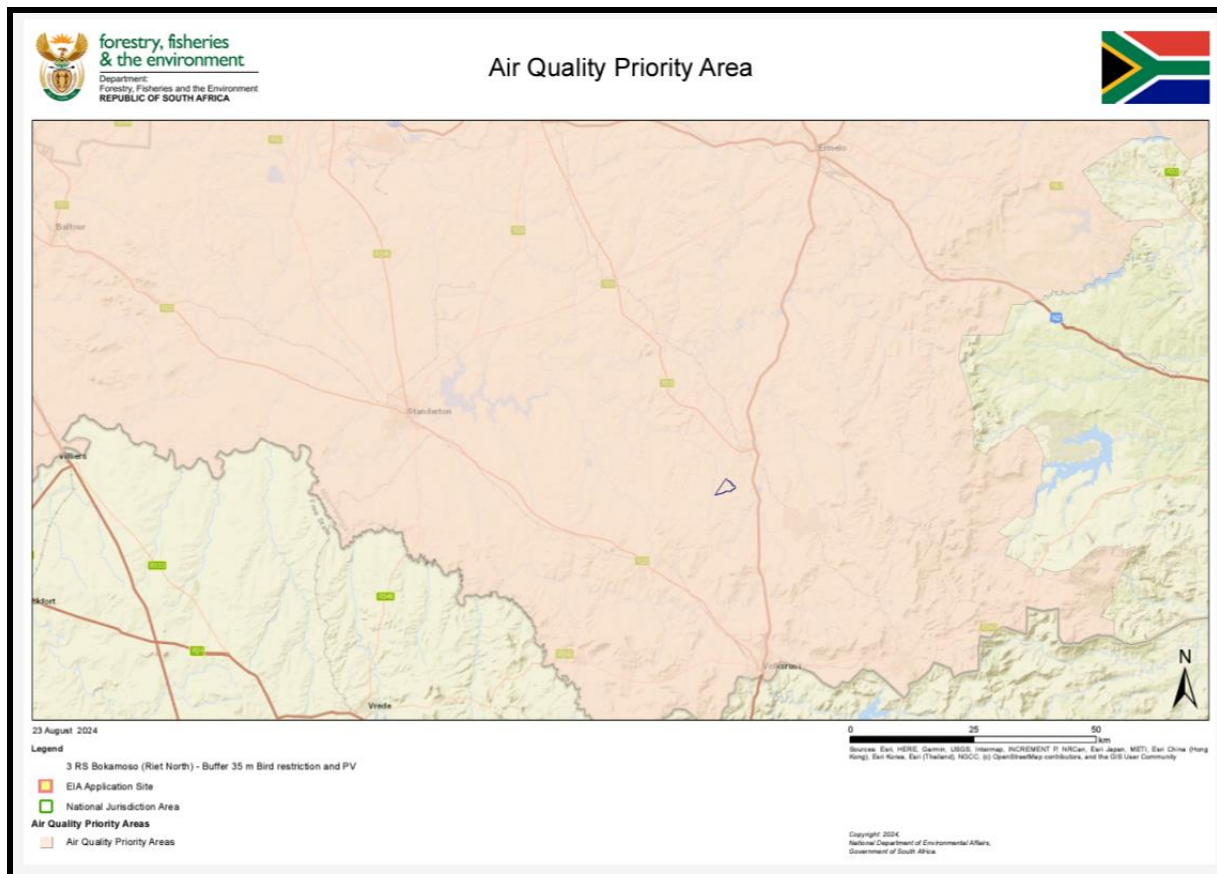 forestry, fisheries
& the environment
Department:
Forestry, Fisheries and the Environment
REPUBLIC OF SOUTH AFRICA
Air Quality Priority Area
Ermelo
Balfour
Standerton
Villiers
N2
Volksrust
Vrede
N
23 August 2024
0 25 50
km
Legend
3 RS Bokamoso (Riet North) - Buffer 35 m Bird restriction and PV
EIA Application Site
National Jurisdiction Area
Air Quality Priority Areas
Air Quality Priority Areas
Sources: Esri, HERE, Garmin, USGS, Intermap, INCREMENT P, NRCan, Esri Japan, METI, Esri China (Hong
Kong), Esri Korea, Esri (Thailand), NGCC, (c) OpenStreetMap contributors, and the GIS User Community
Copyright: 2024,
National Department of Environmental Affairs,
Government of South Africa.